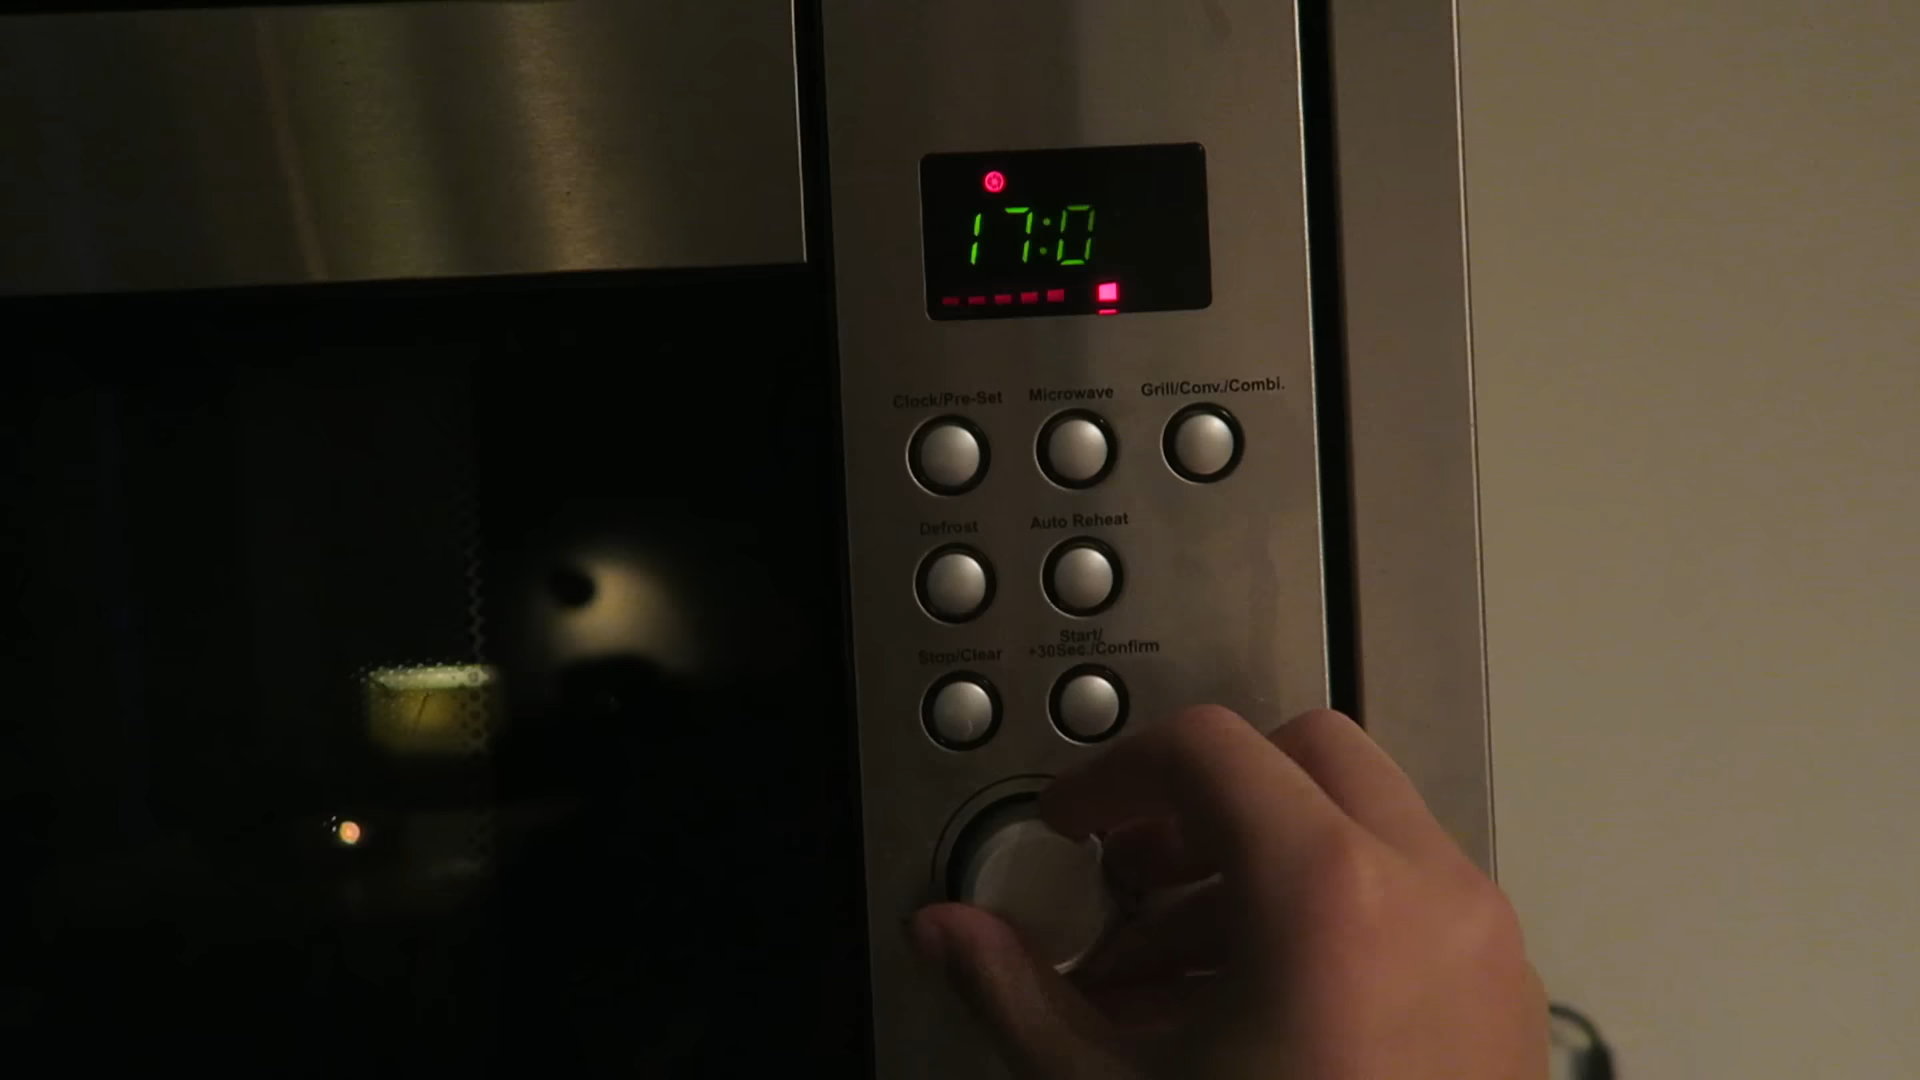 17:0
Clock/Pre-Set
Microwave
Grill/Conv./Combi.
Defrost
Auto Reheat
Stop/Clear
Start/
+30Sec./Confirm